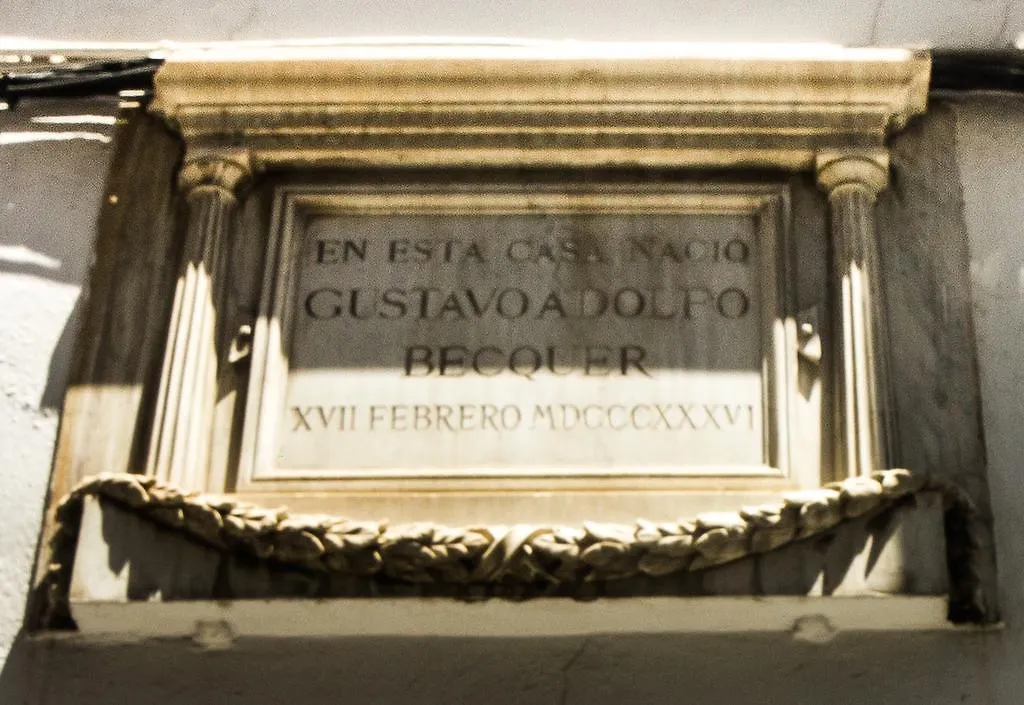 EN ESTA CASA NACIO
GUSTAVO ADOLFO
BECQUER
XVII FEBRERO MDCCCXXXVI